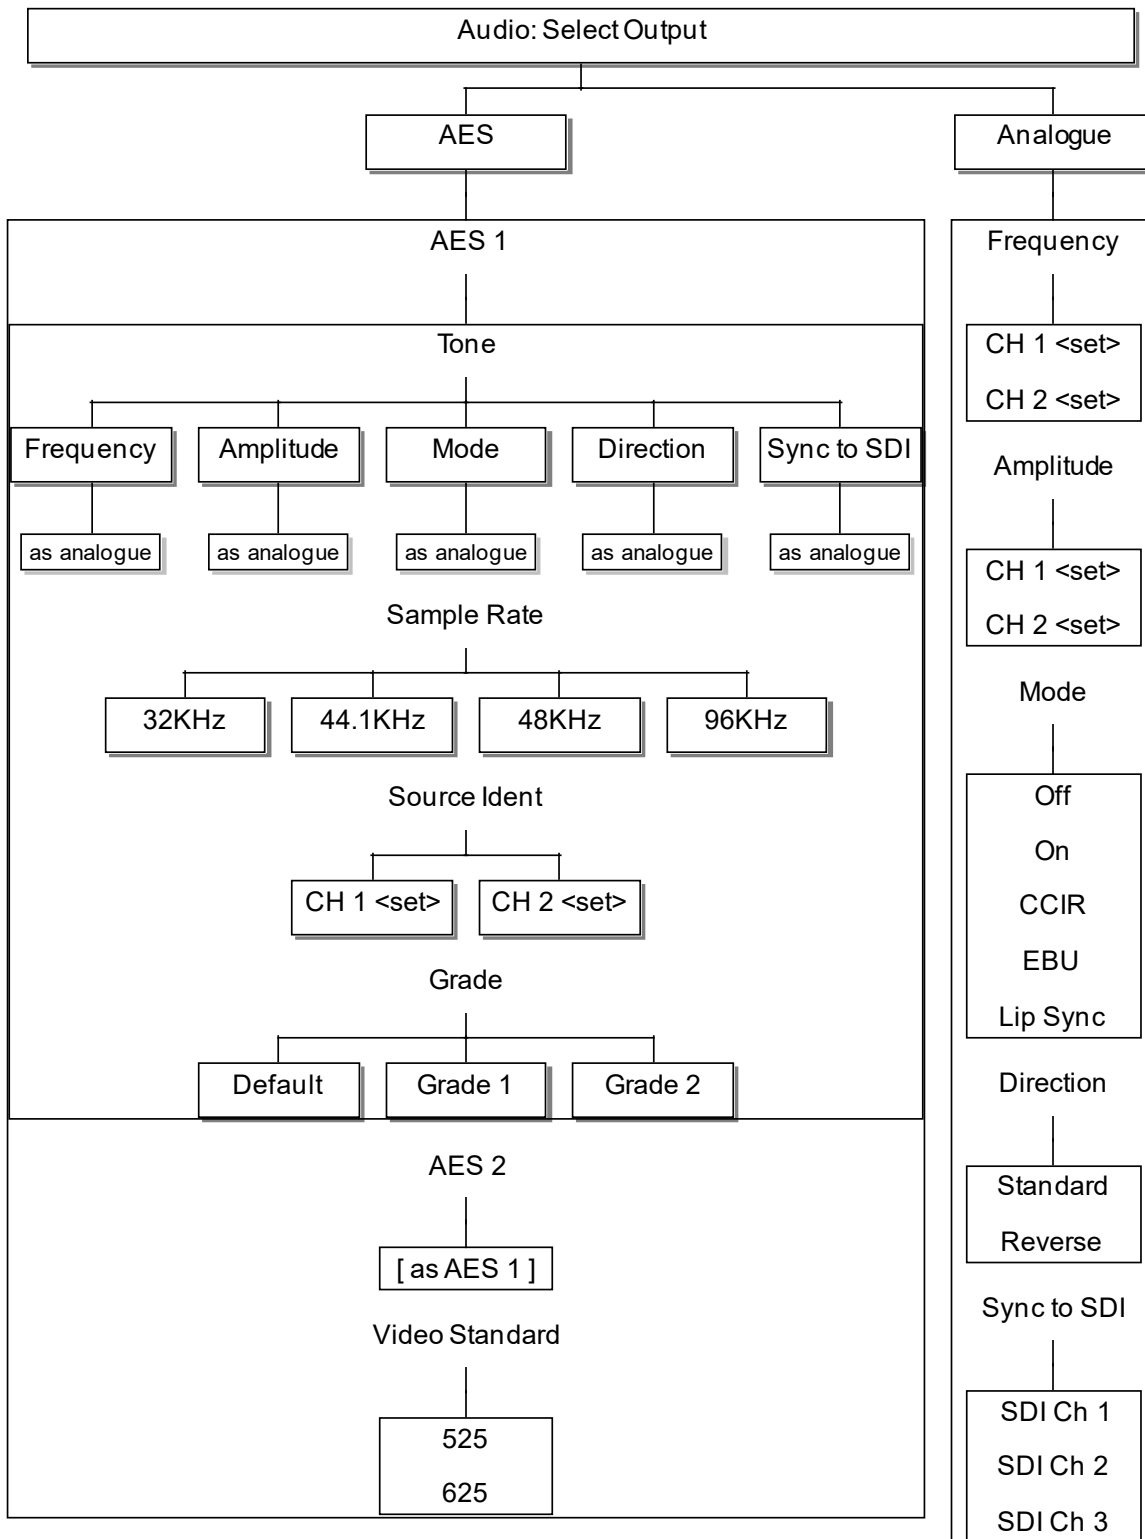 Audio: Select Output
AES
Analogue
AES 1
Tone
Frequency
Amplitude
Mode
Direction
Sync to SDI
as analogue
as analogue
as analogue
as analogue
as analogue
Sample Rate
32KHz
44.1KHz
48KHz
96KHz
Source Ident
CH 1 <set>
CH 2 <set>
Grade
Default
Grade 1
Grade 2
AES 2
[ as AES 1 ]
Video Standard
525
625
Frequency
CH 1 <set>
CH 2 <set>
Amplitude
CH 1 <set>
CH 2 <set>
Mode
Off
On
CCIR
EBU
Lip Sync
Direction
Standard
Reverse
Sync to SDI
SDI Ch 1
SDI Ch 2
SDI Ch 3